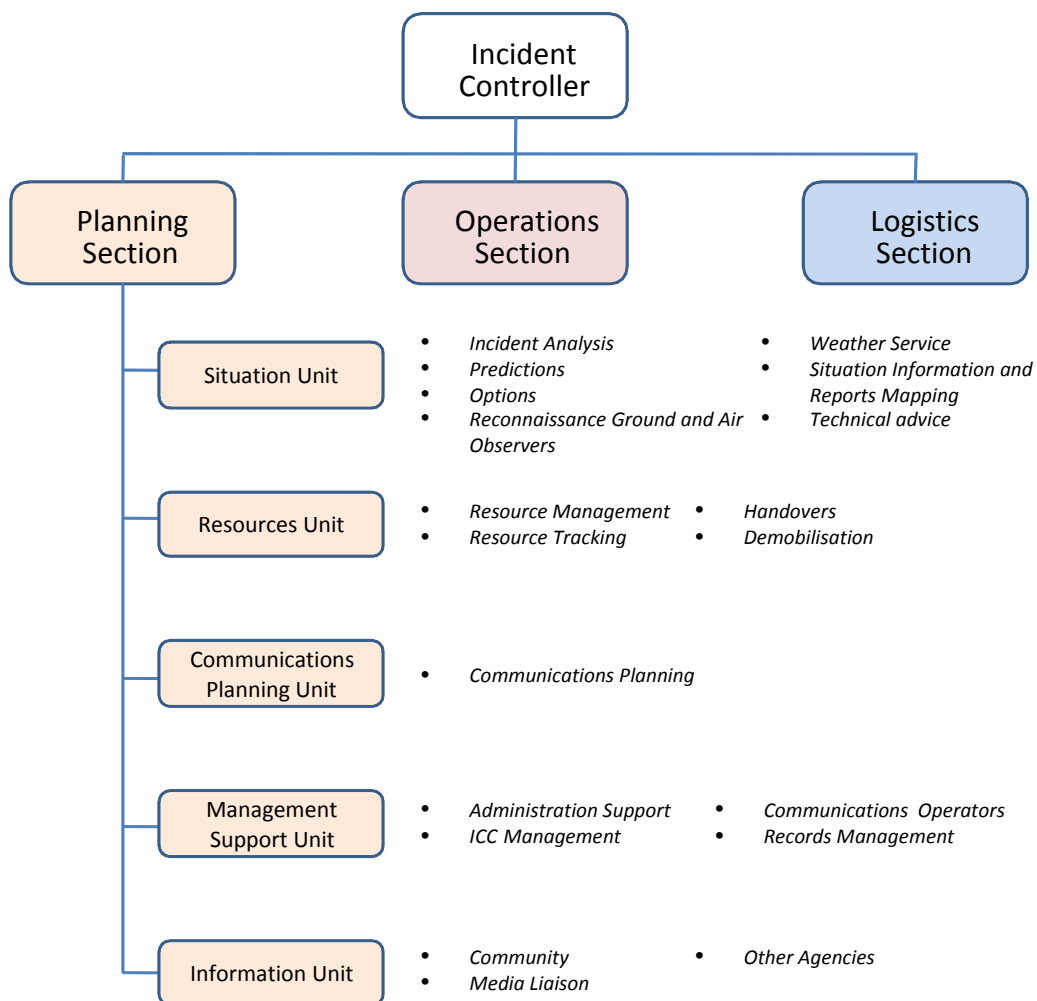 Incident
Controller
Planning
Section
Operations
Section
Logistics
Section
Situation Unit
• Incident Analysis
• Predictions
• Options
• Reconnaissance Ground and Air
Observers
• Weather Service
• Situation Information and
Reports Mapping
• Technical advice
Resources Unit
• Resource Management
• Resource Tracking
• Handovers
• Demobilisation
Communications
Planning Unit
• Communications Planning
Management
Support Unit
• Administration Support
• ICC Management
• Communications Operators
• Records Management
Information Unit
• Community
• Media Liaison
• Other Agencies